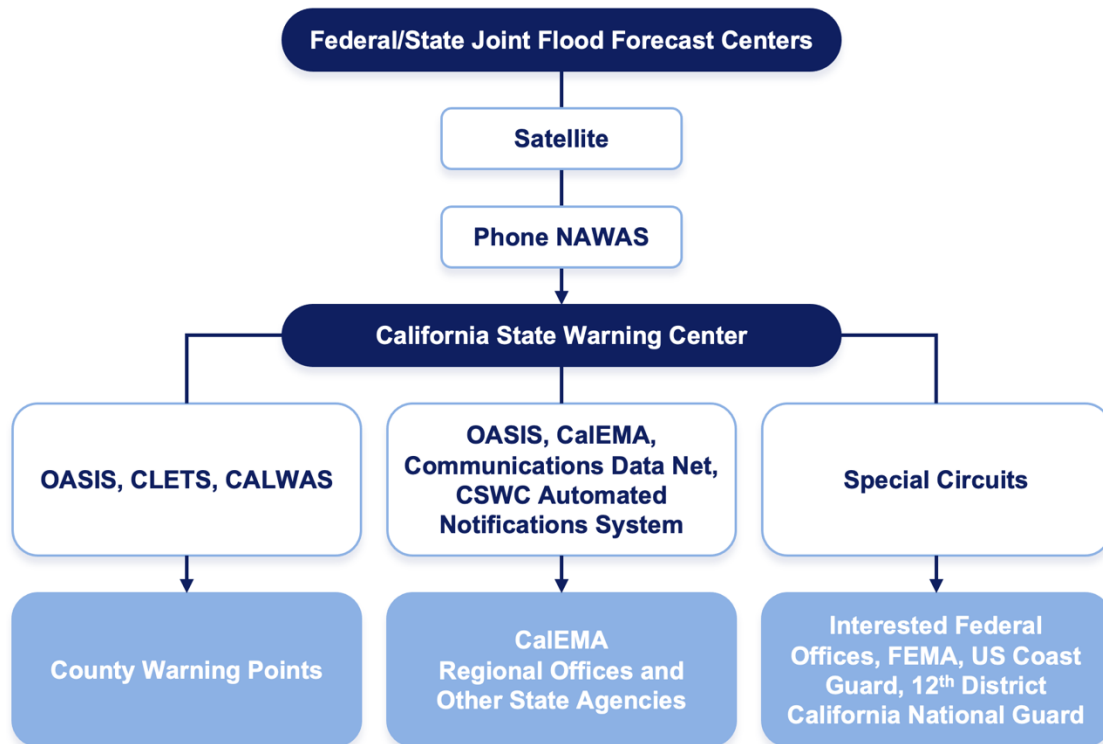 Federal/State Joint Flood Forecast Centers
Satellite
Phone NAWAS
California State Warning Center
OASIS, CLETS, CALWAS
OASIS, CalEMA,
Communications Data Net,
CSWC Automated
Notifications System
Special Circuits
County Warning Points
CalEMA
Regional Offices and
Other State Agencies
Interested Federal
Offices, FEMA, US Coast
Guard, 12th District
California National Guard